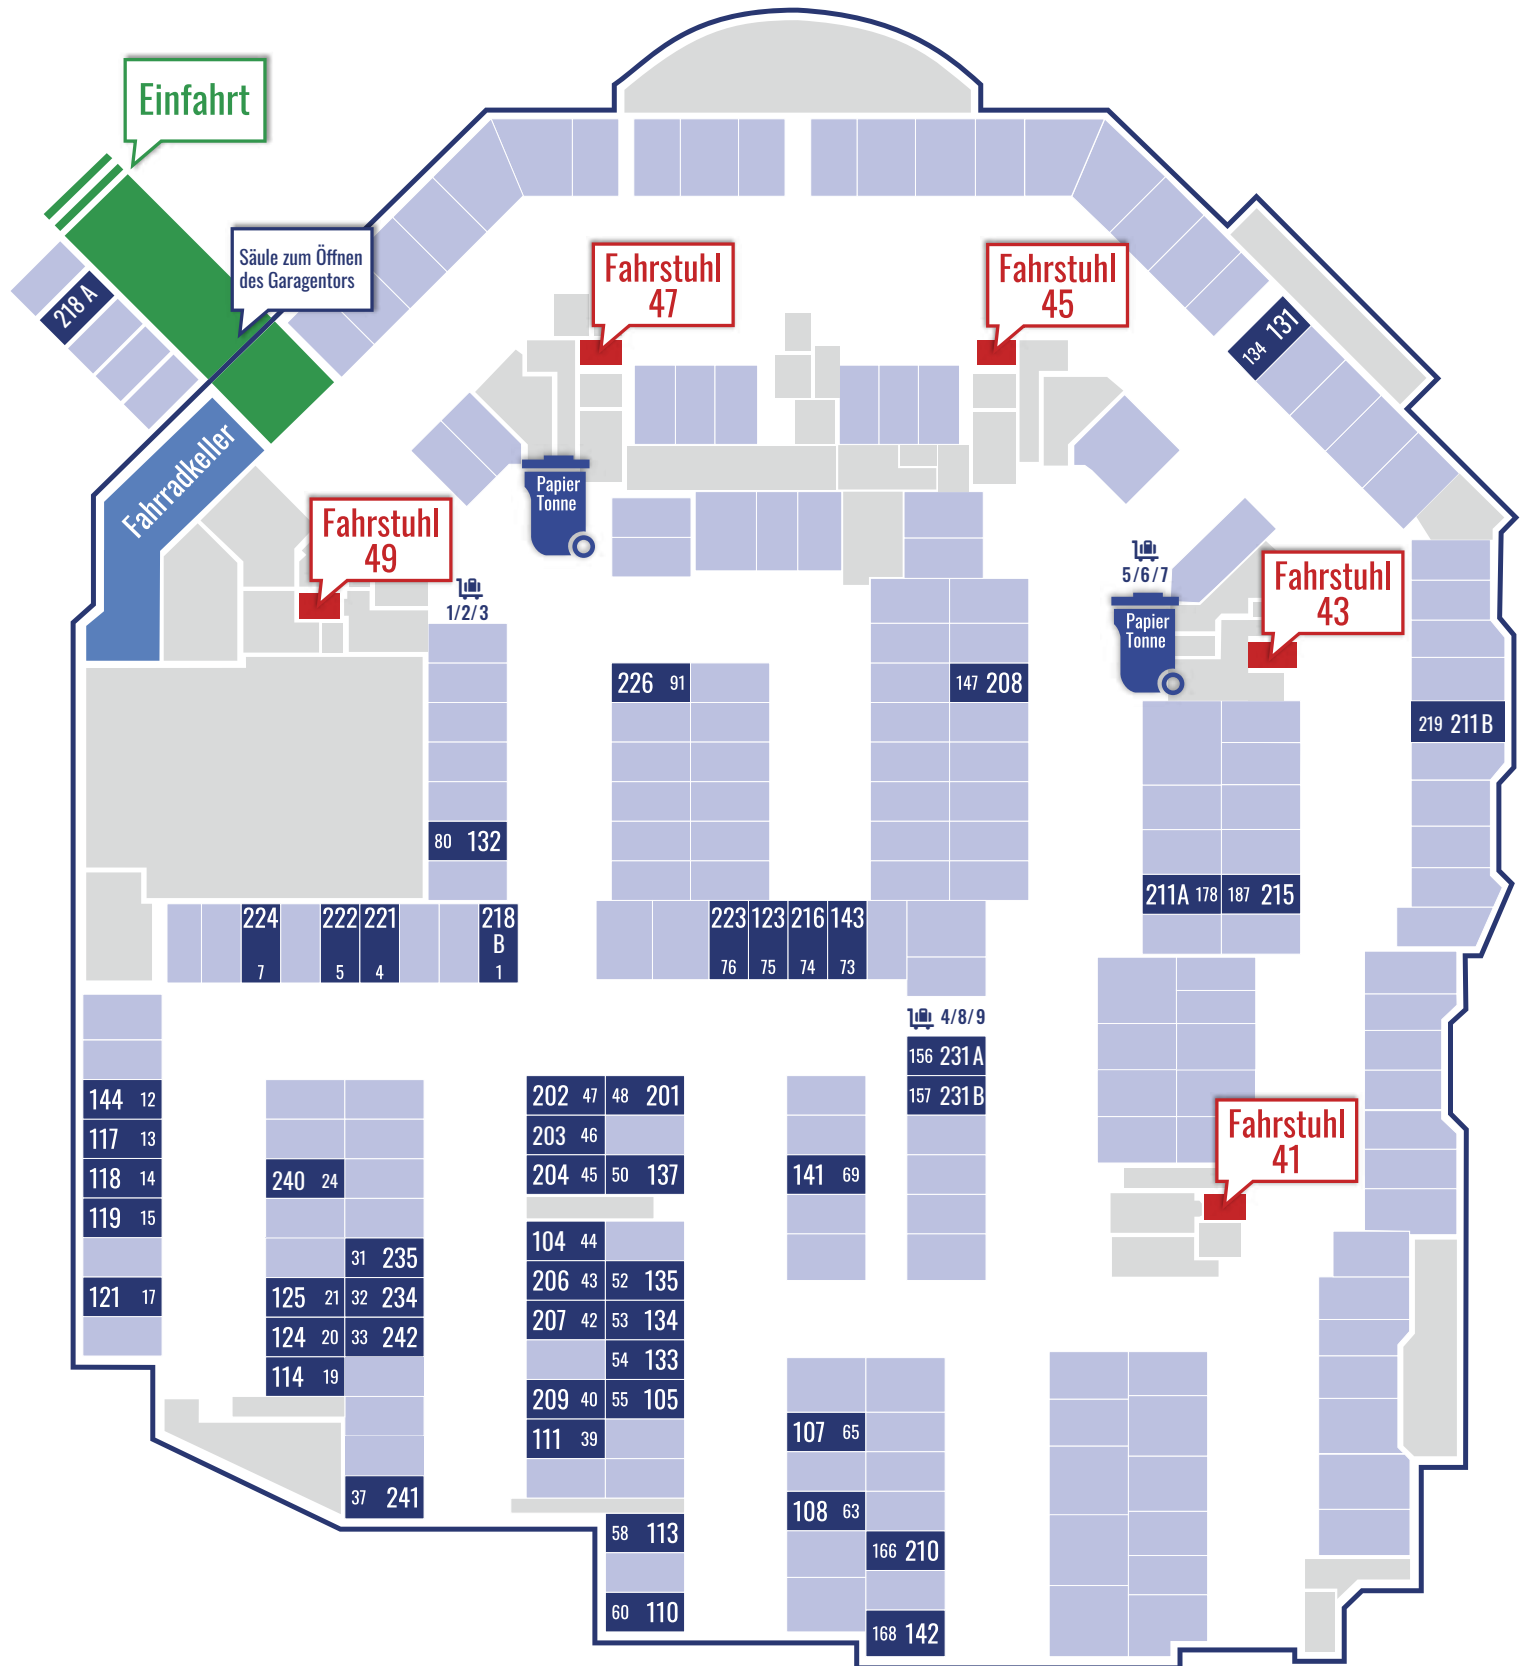 Einfahrt
Säule zum Öffnen
des Garagentors
218 A
Fahrstuhl
47
Fahrstuhl
45
134 131
Fahrradkeller
Papier
Tonne
Fahrstuhl
49
1/2/3
5/6/7
Papier
Tonne
Fahrstuhl
43
226 91
147 208
219 211B
80 132
211A 178 187 215
224
7
222
5
221
4
218
B
1
223
76
123
75
216
74
143
73
4/8/9
156 231A
157 231B
144 12
117 13
118 14
119 15
121 17
240 24
31 235
125 21 32 234
124 20 33 242
114 19
37 241
202 47 48 201
203 46
204 45 50 137
104 44
206 43 52 135
207 42 53 134
54 133
209 40 55 105
111 39
58 113
60 110
141 69
Fahrstuhl
41
107 65
108 63
166 210
168 142